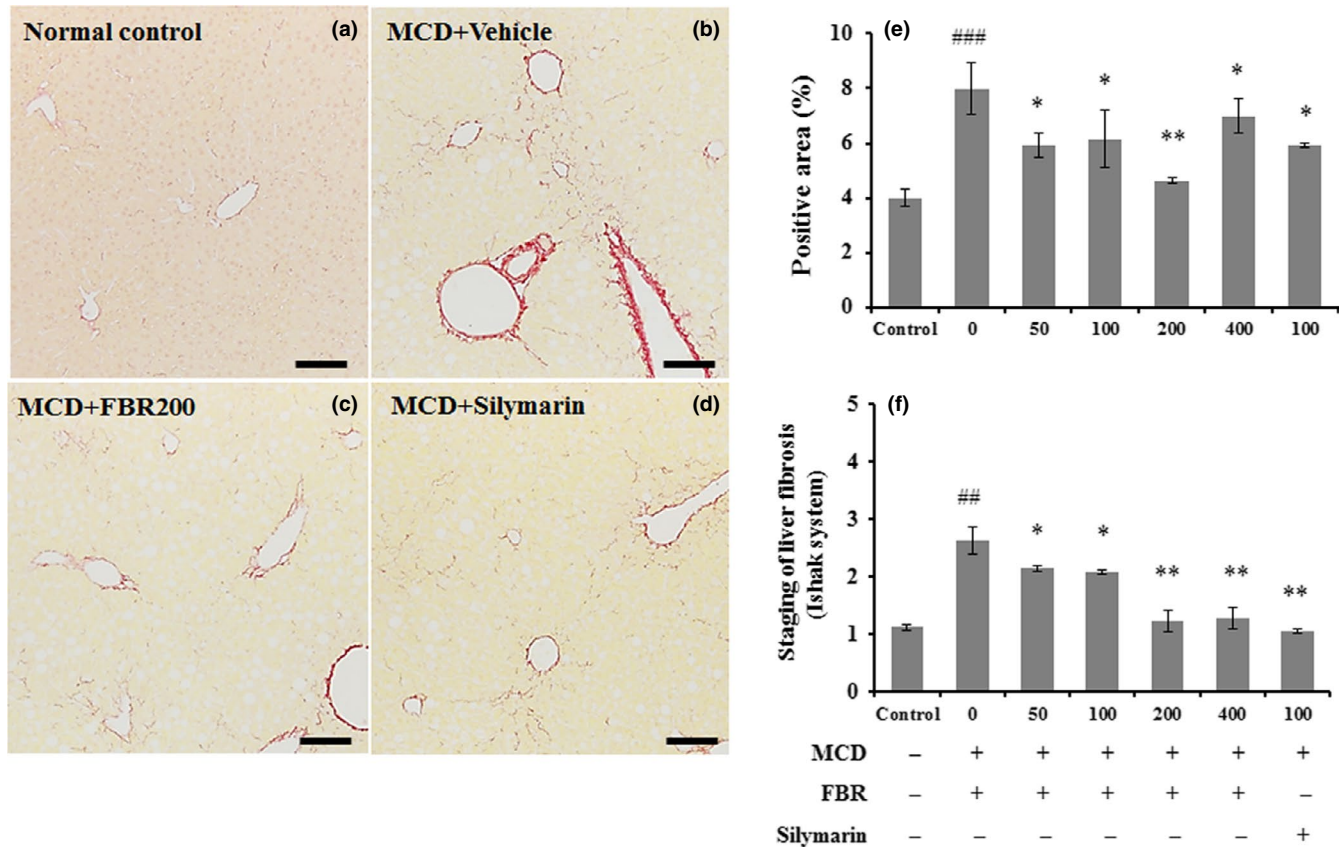 Normal control (a)
MCD+Vehicle (b)
MCD+FBR200 (c)
MCD+Silymarin (d)
(e)
Positive area (%)
10
8
6
4
2
0
###
*
*
**
*
*
Control 0 50 100 200 400 100
(f)
Staging of liver fibrosis
(Ishak system)
5
4
3
2
1
0
##
*
*
**
**
**
Control 0 50 100 200 400 100
MCD – + + + + + +
FBR – + + + + + –
Silymarin – – – – – – +